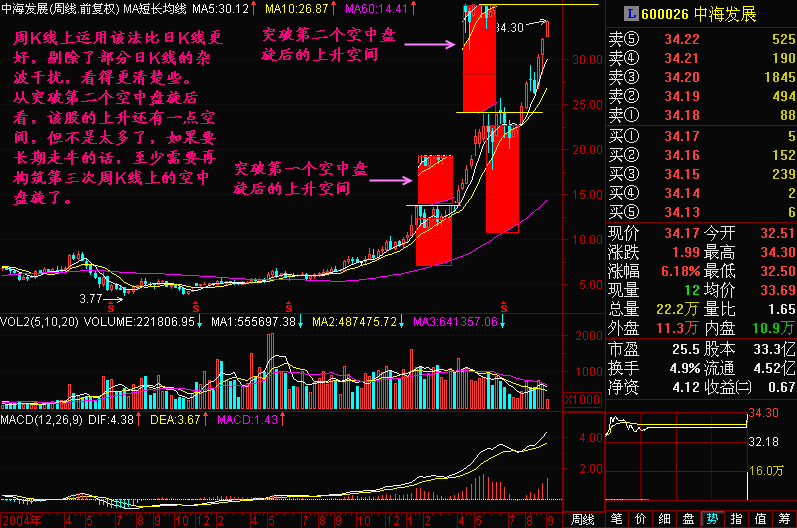 中海发展(周线.前复权) MA短长均线 MA5:30.12↑ MA10:26.87↑ MA60:14.41↑
周K线上运用该法比日K线更
好，剔除了部分日K线的杂
波干扰，看得更清楚些。
从突破第二个空中盘旋后
看，该股的上升还有一点空
间，但不是太多了，如果要
长期走牛的话，至少需要再
构筑第三次周K线上的空中
盘旋了。
突破第二个空中盘
旋后的上升空间
突破第一个空中盘
旋后的上升空间
34.30
3.77
30.00
25.00
20.00
15.00
10.00
5.00
VOL2(5,10,20) VOLUME:221806.95↓ MA1:555697.38↓ MA2:487475.72↓ MA3:641357.06↓
2000
1000
X1000
MACD(12,26,9) DIF:4.38↑ DEA:3.67↑ MACD:1.43↑
4.00
2.00
2004年 4 5 7 8 9 10 12 2 4 5 7 8 9 10 12 1 2 4 5 7 8 9
周线
L 600026 中海发展
卖⑤ 34.22 525
卖④ 34.21 190
卖③ 34.20 1845
卖② 34.19 494
卖① 34.18 88
买① 34.17 5
买② 34.16 152
买③ 34.15 239
买④ 34.14 2
买⑤ 34.13 6
现价 34.17 今开 32.51
涨跌 1.99 最高 34.30
涨幅 6.18% 最低 32.50
现量 12 均价 33.69
总量 22.2万 量比 1.65
外盘 11.3万 内盘 10.9万
市盈 25.5 股本 33.3亿
换手 4.9% 流通 4.52亿
净资 4.12 收益㈡ 0.67
34.30
32.18
16.0万
笔 价 细 盘 势 指 值 筹